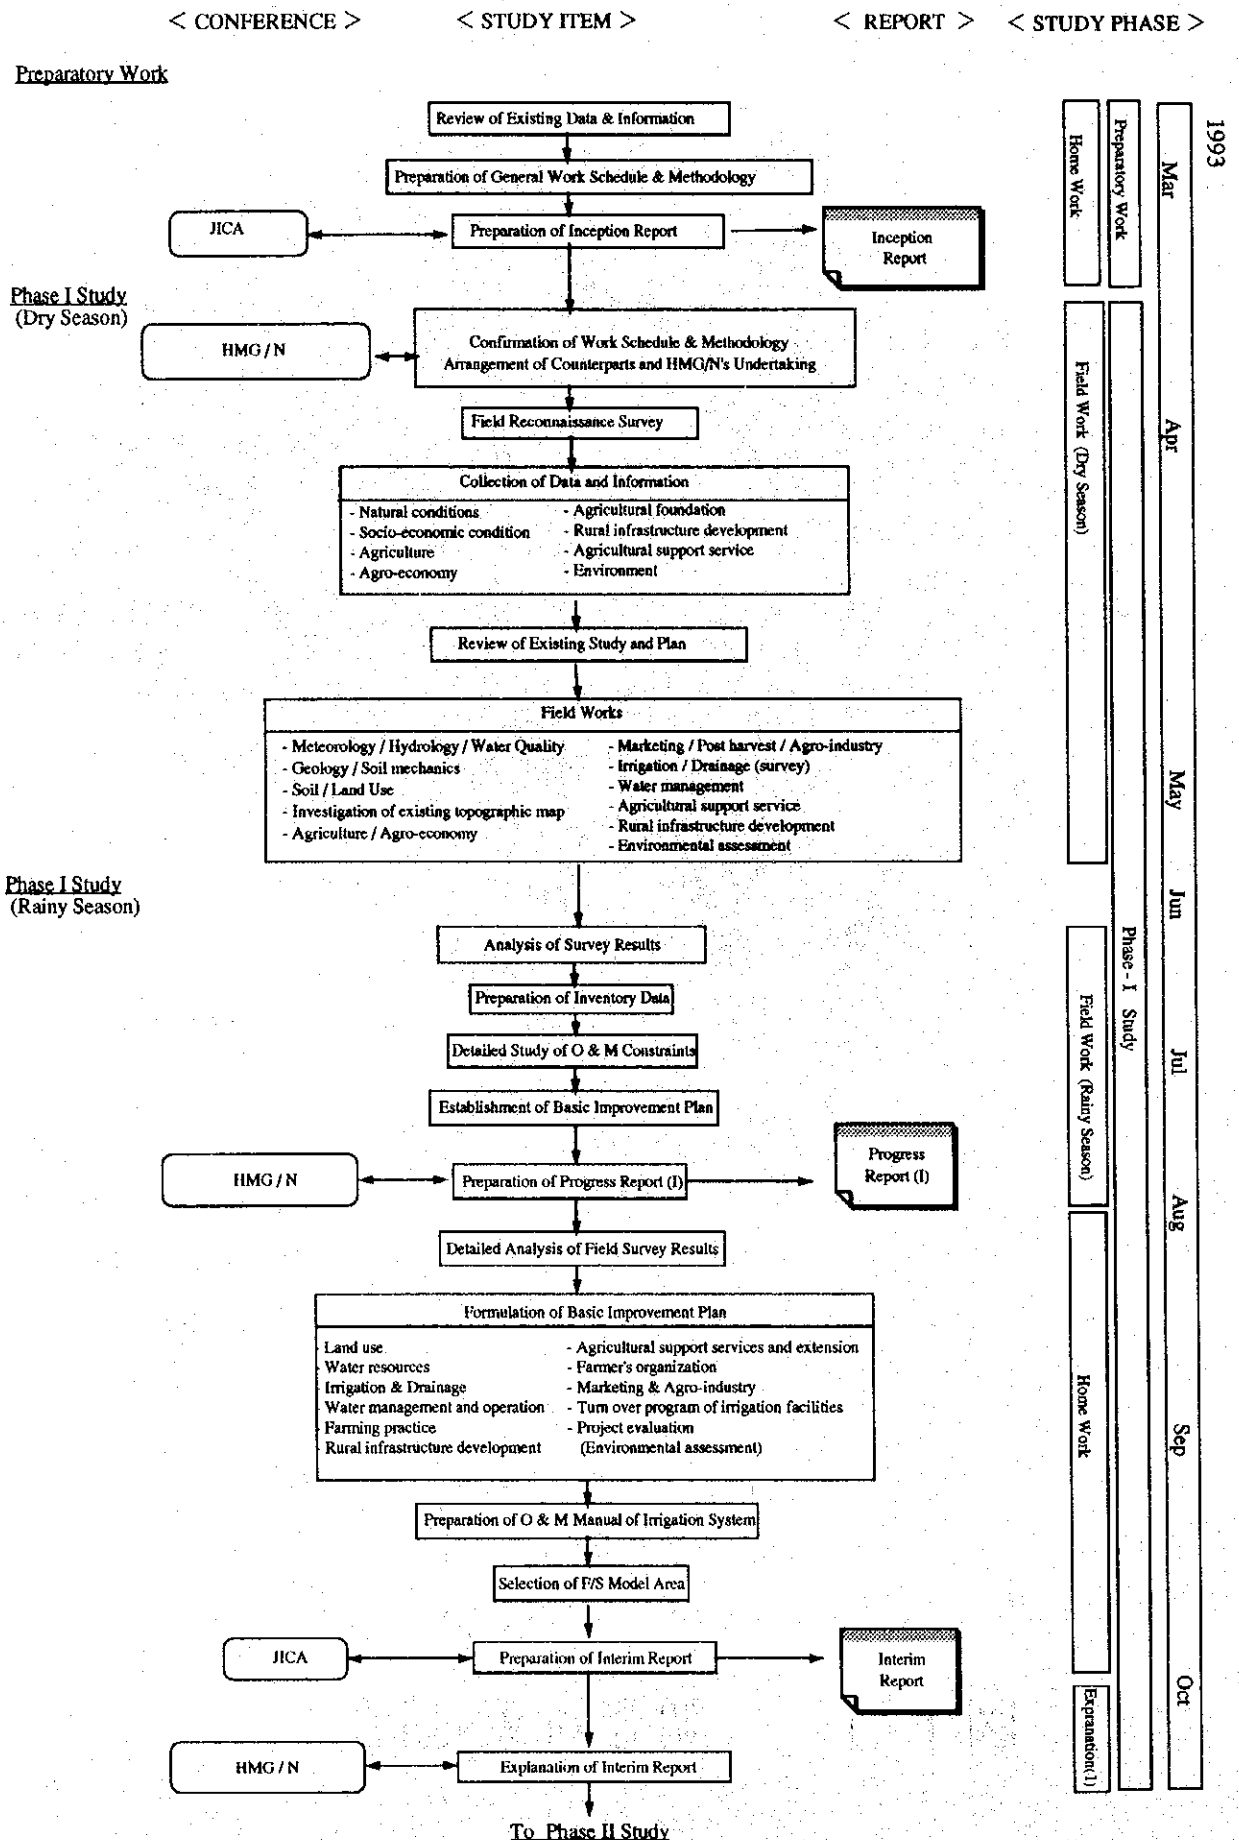 < CONFERENCE >
< STUDY ITEM >
< REPORT >
< STUDY PHASE >
Preparatory Work
Review of Existing Data & Information
Preparation of General Work Schedule & Methodology
JICA
Preparation of Inception Report
Inception
Report
Phase I Study
(Dry Season)
HMG / N
Confirmation of Work Schedule & Methodology
Arrangement of Counterparts and HMG/N's Undertaking
Field Reconnaissance Survey
Collection of Data and Information
- Natural conditions
- Socio-economic condition
- Agriculture
- Agro-economy
- Agricultural foundation
- Rural infrastructure development
- Agricultural support service
- Environment
Review of Existing Study and Plan
Field Works
- Meteorology / Hydrology / Water Quality
- Geology / Soil mechanics
- Soil / Land Use
- Investigation of existing topographic map
- Agriculture / Agro-economy
- Marketing / Post harvest / Agro-industry
- Irrigation / Drainage (survey)
- Water management
- Agricultural support service
- Rural infrastructure development
- Environmental assessment
Phase I Study
(Rainy Season)
Analysis of Survey Results
Preparation of Inventory Data
Detailed Study of O & M Constraints
Establishment of Basic Improvement Plan
HMG / N
Preparation of Progress Report (I)
Progress
Report (I)
Detailed Analysis of Field Survey Results
Formulation of Basic Improvement Plan
- Land use
- Water resources
- Irrigation & Drainage
- Water management and operation
- Farming practice
- Rural infrastructure development
- Agricultural support services and extension
- Farmer's organization
- Marketing & Agro-industry
- Turn over program of irrigation facilities
- Project evaluation
(Environmental assessment)
Preparation of O & M Manual of Irrigation System
Selection of F/S Model Area
JICA
Preparation of Interim Report
Interim
Report
HMG / N
Explanation of Interim Report
To Phase II Study
Home Work
Field Work (Dry Season)
Field Work (Rainy Season)
Home Work
Expranation(1)
Preparatory Work
Phase - I Study
Mar
Apr
May
Jun
Jul
Aug
Sep
Oct
1993